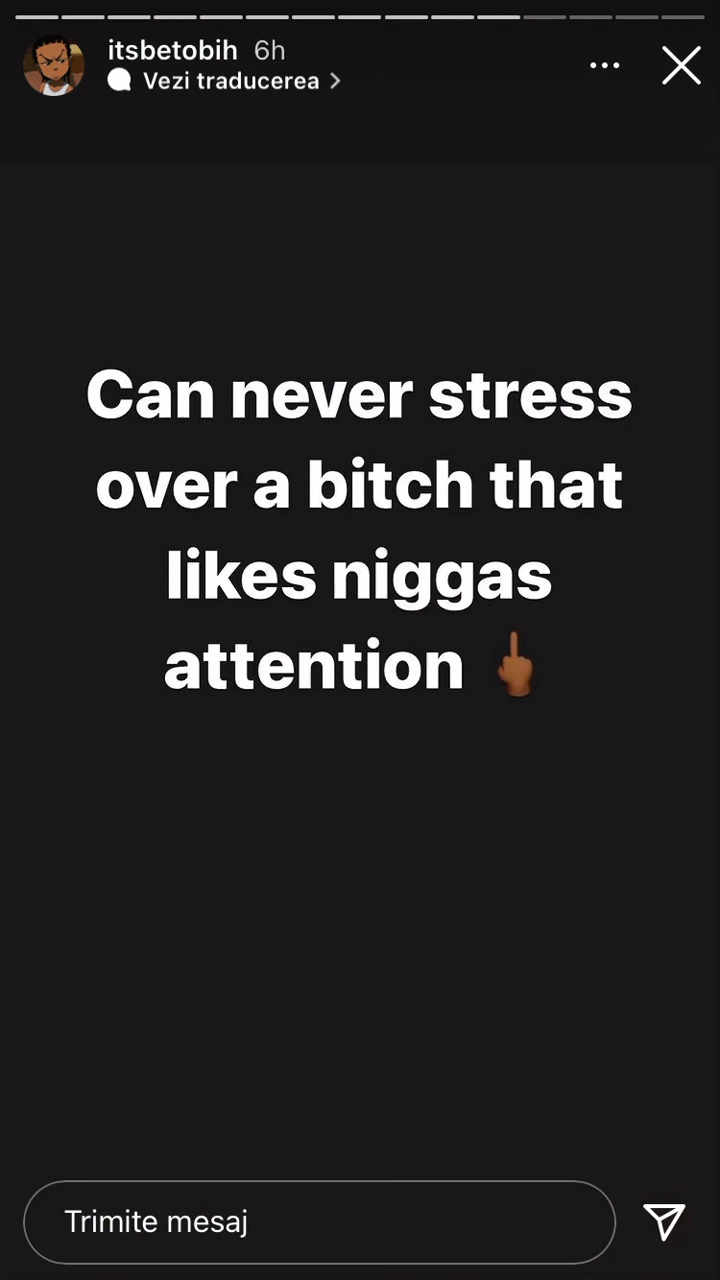 itsbetobih 6h
Vezi traducerea
Can never stress
over a bitch that
likes niggas
attention 🖕🏾
Trimite mesaj